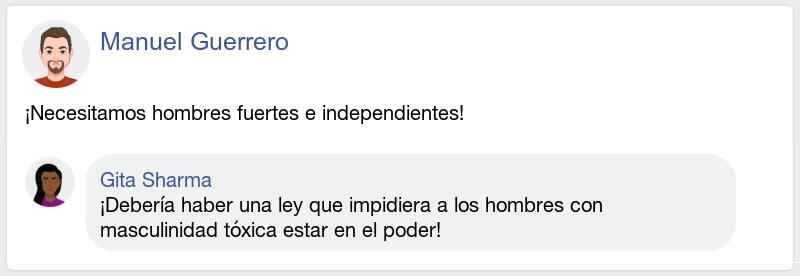 Manuel Guerrero
¡Necesitamos hombres fuertes e independientes!
Gita Sharma
¡Debería haber una ley que impidiera a los hombres con
masculinidad tóxica estar en el poder!